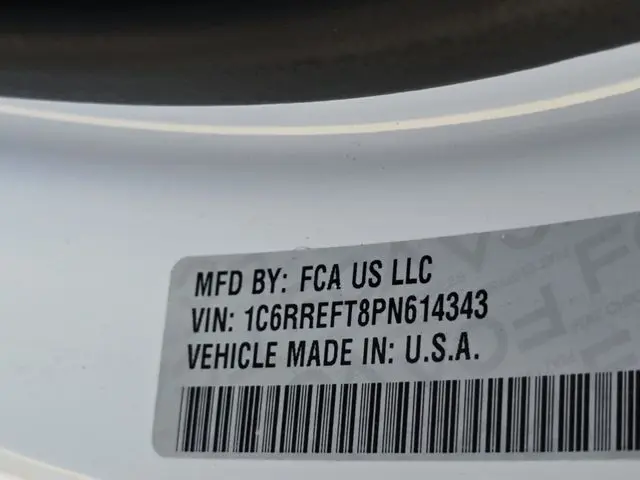 MFD BY: FCA US LLC
VIN: 1C6RREFT8PN614343
VEHICLE MADE IN: U.S.A.